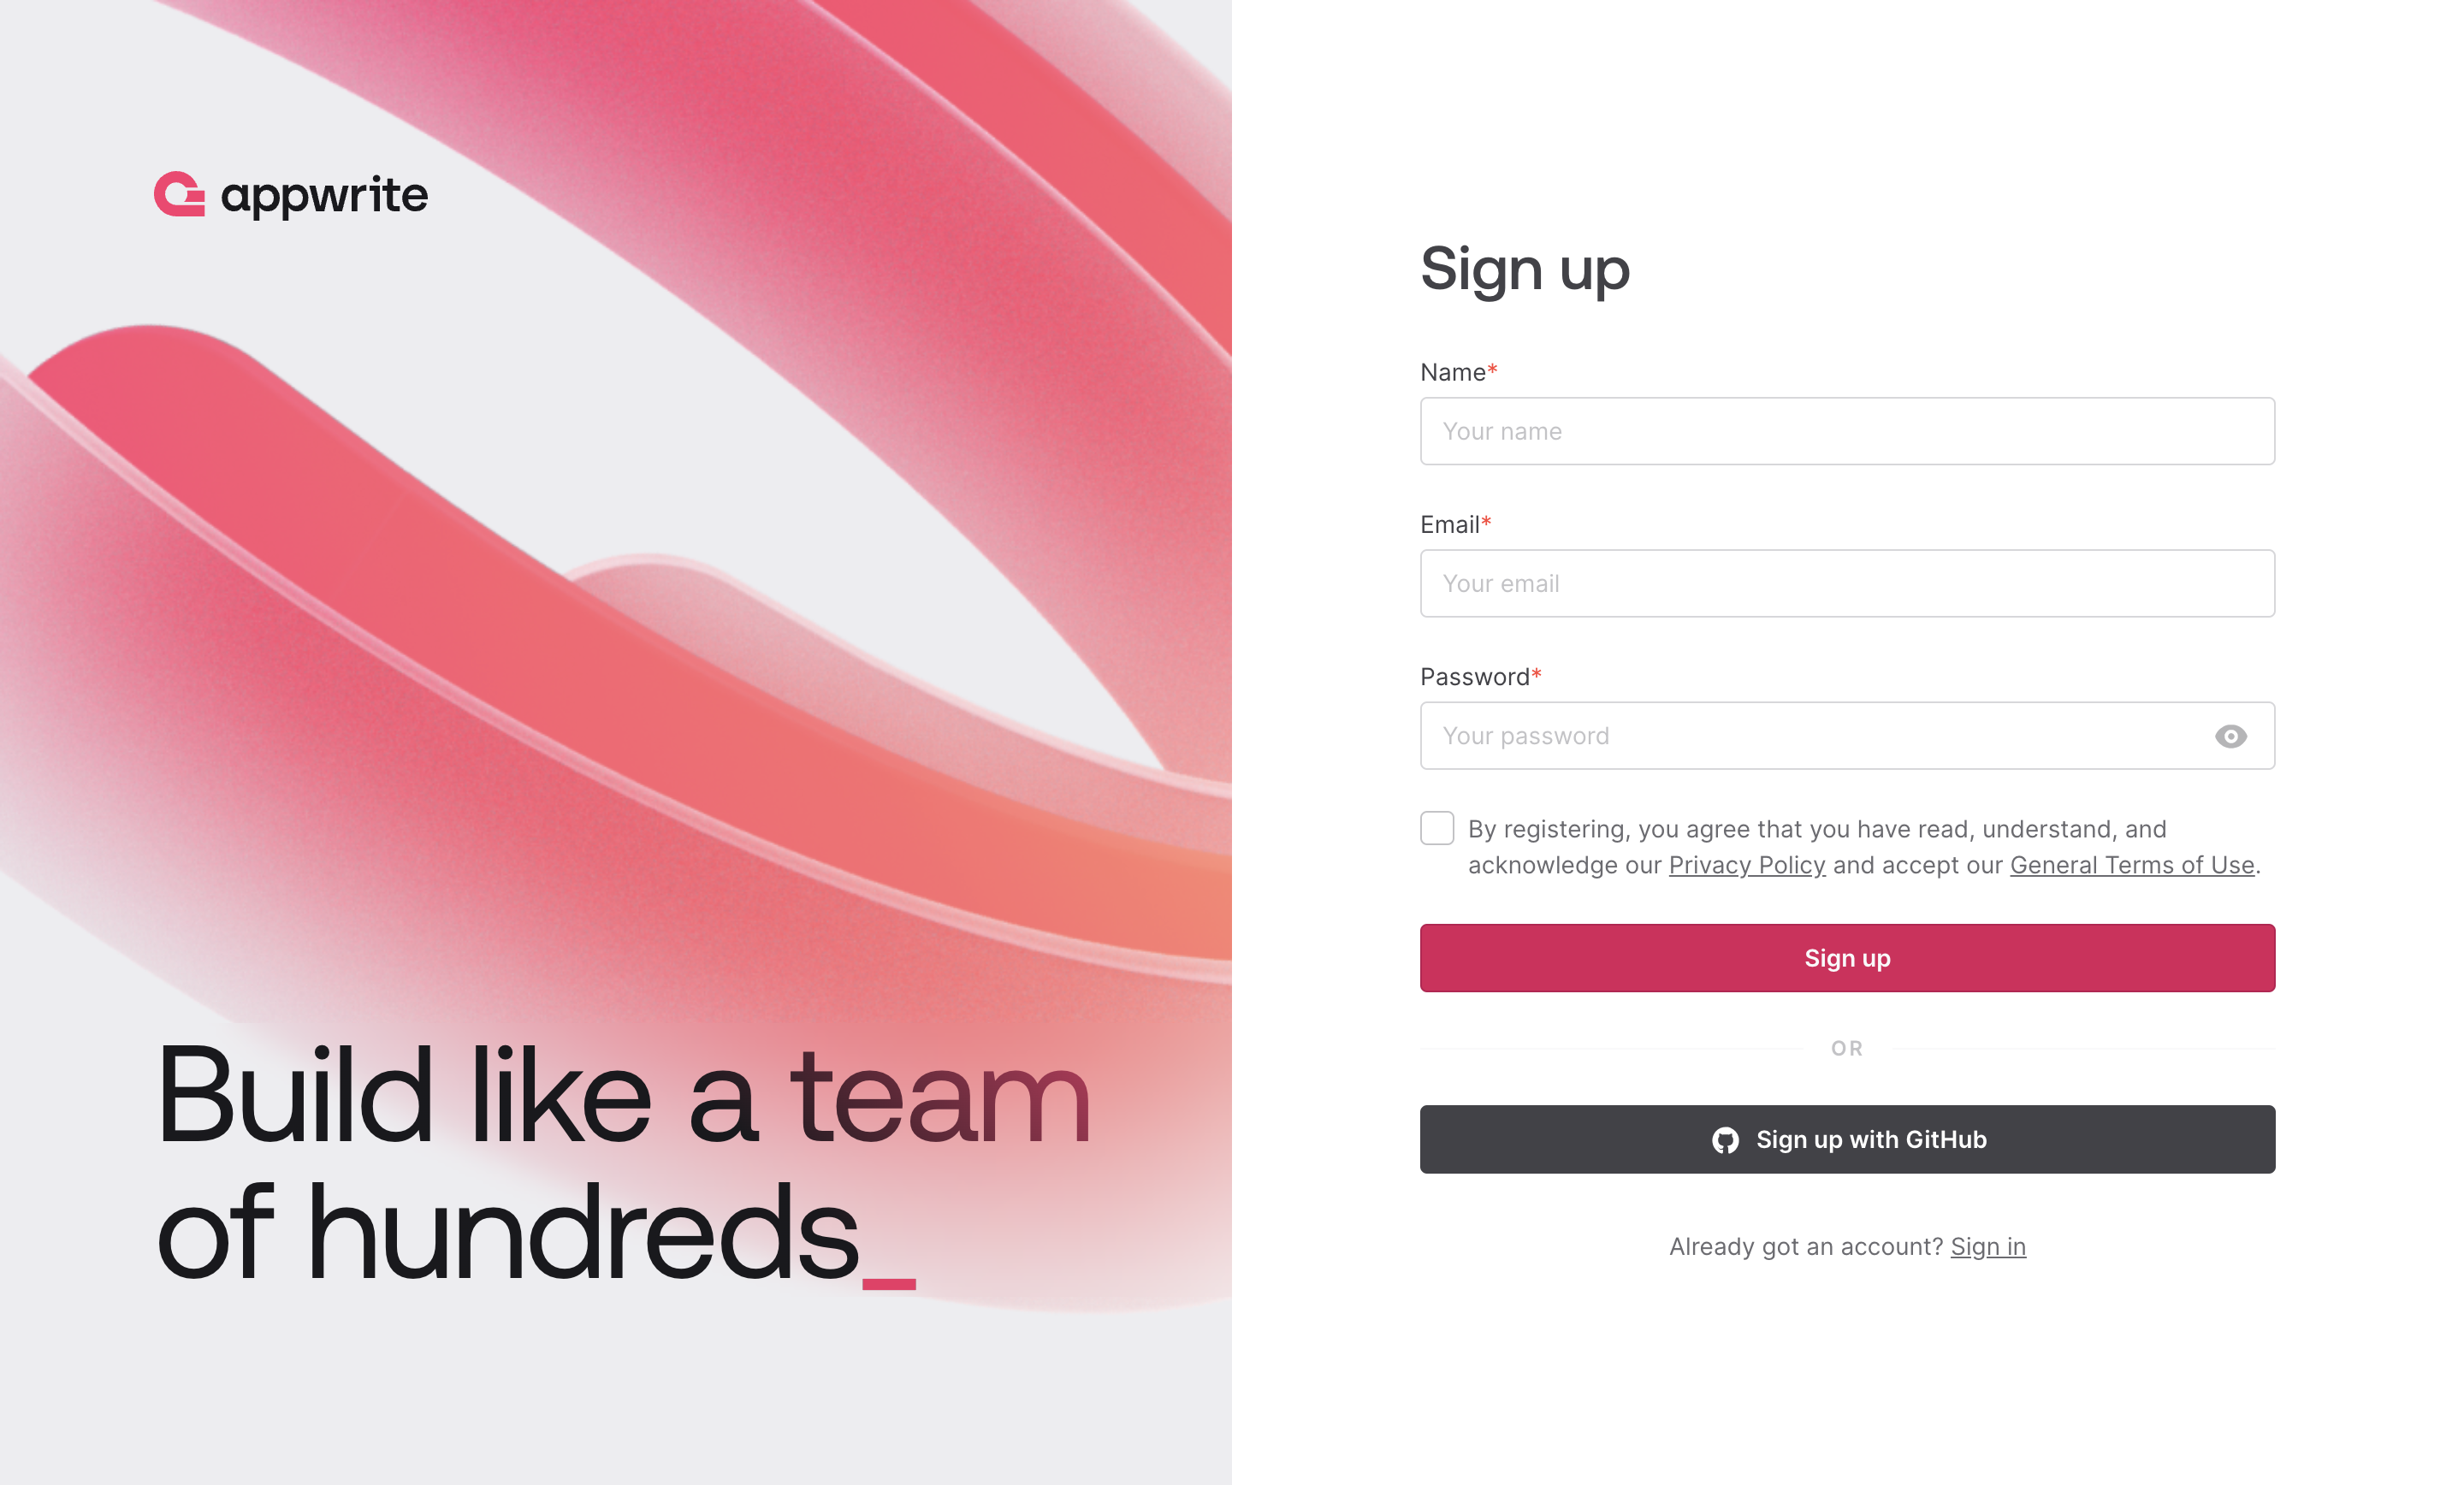 appwrite
Build like a team
of hundreds_
Sign up
Name*
Your name
Email*
Your email
Password*
Your password
By registering, you agree that you have read, understand, and
acknowledge our Privacy Policy and accept our General Terms of Use.
Sign up
OR
Sign up with GitHub
Already got an account? Sign in